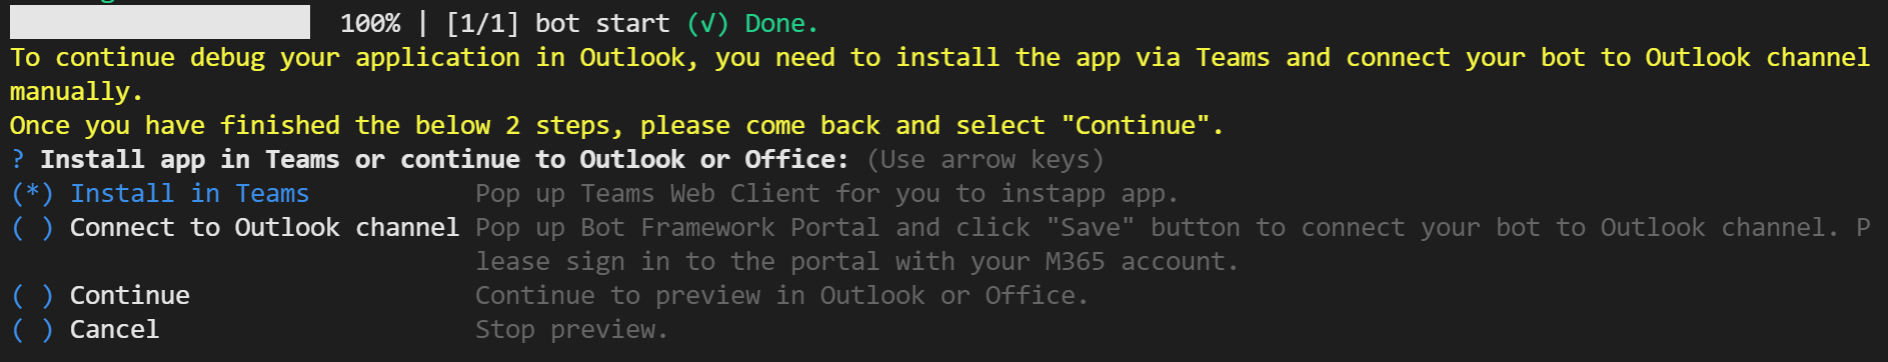 100% | [1/1] bot start (√) Done.
To continue debug your application in Outlook, you need to install the app via Teams and connect your bot to Outlook channel
manually.
Once you have finished the below 2 steps, please come back and select "Continue".
? Install app in Teams or continue to Outlook or Office: (Use arrow keys)
(*) Install in Teams Pop up Teams Web Client for you to instapp app.
( ) Connect to Outlook channel Pop up Bot Framework Portal and click "Save" button to connect your bot to Outlook channel. P
lease sign in to the portal with your M365 account.
( ) Continue Continue to preview in Outlook or Office.
( ) Cancel Stop preview.